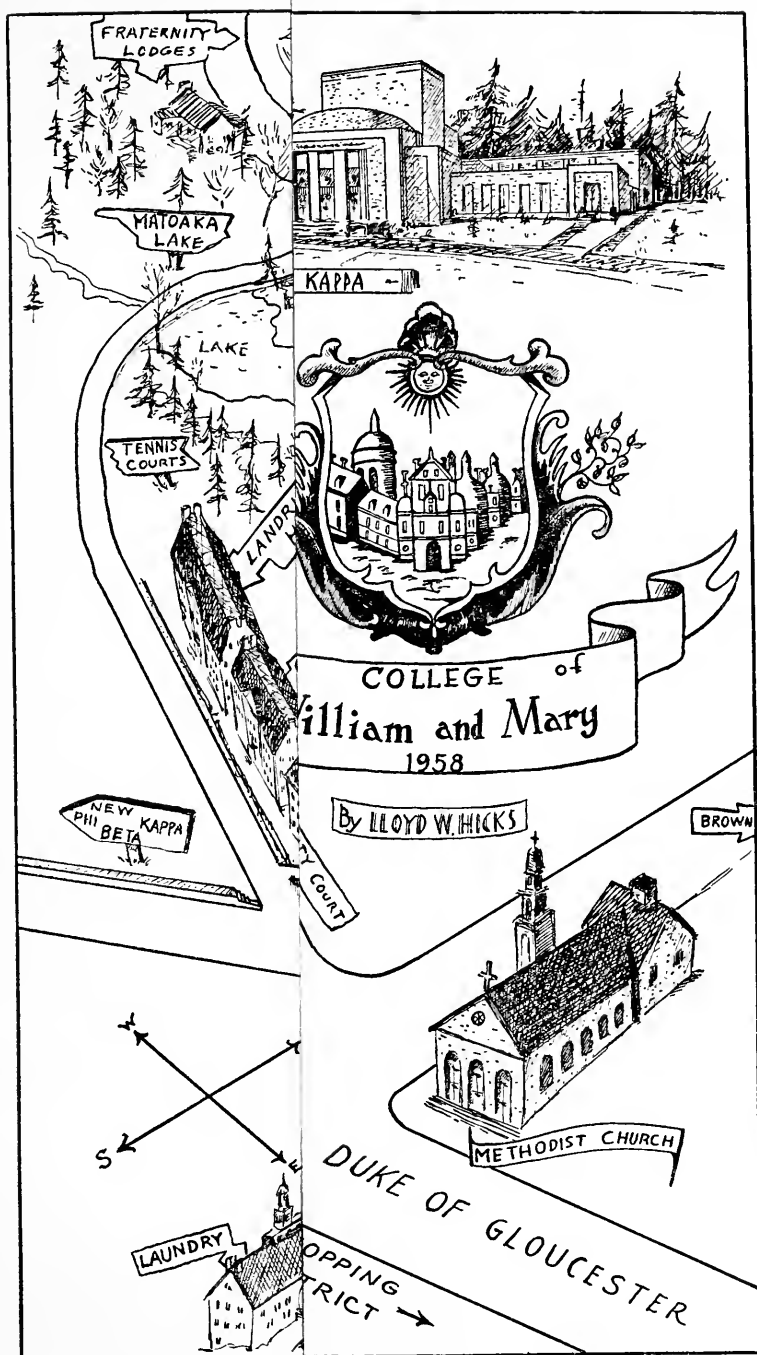 FRATERNITY
LODGES
MATOAKA
LAKE
KAPPA
LAKE
TENNIS
COURTS
LANDR
COLLEGE of
illiam and Mary
1958
By LLOYD W. HICKS
NEW
PHI KAPPA
BETA
BROWN
Y COURT
W
S
E
METHODIST CHURCH
DUKE OF GLOUCESTER
LAUNDRY
OPPING
TRICT